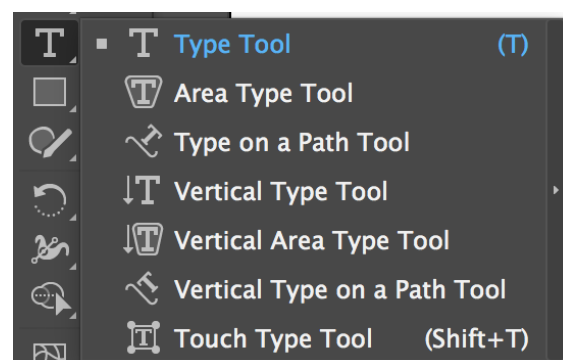 Type Tool (T)
Area Type Tool
Type on a Path Tool
Vertical Type Tool
Vertical Area Type Tool
Vertical Type on a Path Tool
Touch Type Tool (Shift+T)